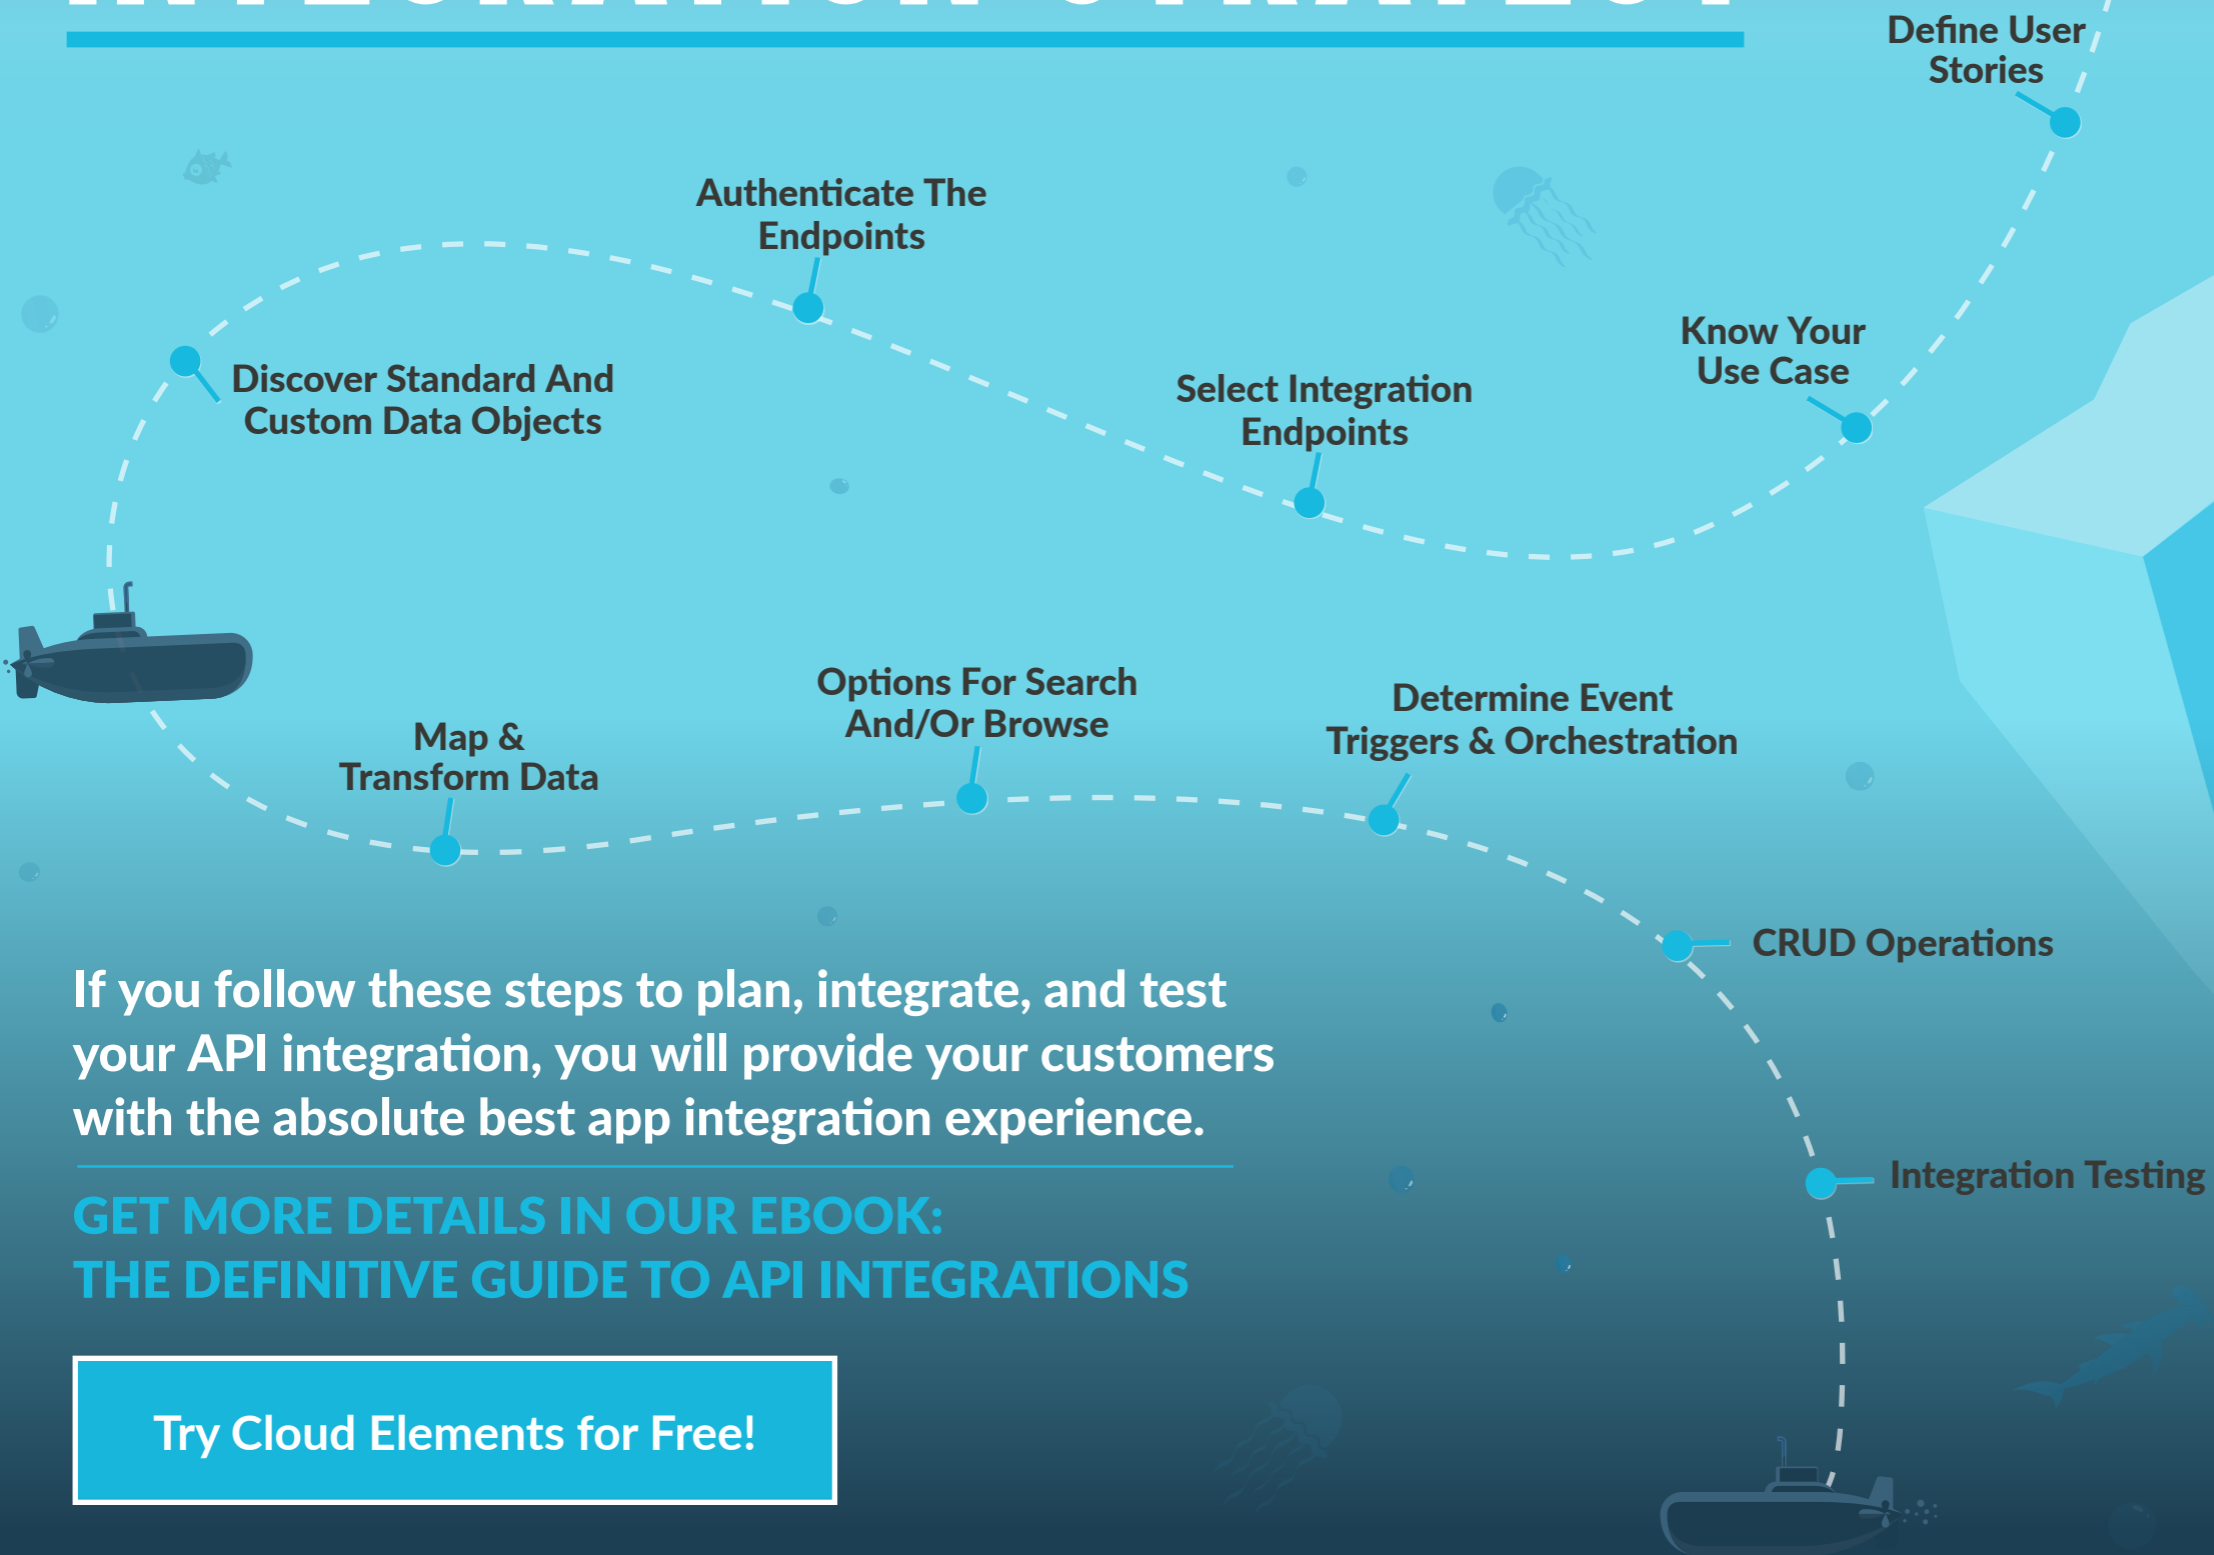 Define User
Stories
Authenticate The
Endpoints
Know Your
Use Case
Discover Standard And
Custom Data Objects
Select Integration
Endpoints
Options For Search
And/Or Browse
Determine Event
Triggers & Orchestration
Map &
Transform Data
CRUD Operations
If you follow these steps to plan, integrate, and test
your API integration, you will provide your customers
with the absolute best app integration experience.
Integration Testing
GET MORE DETAILS IN OUR EBOOK:
THE DEFINITIVE GUIDE TO API INTEGRATIONS
Try Cloud Elements for Free!